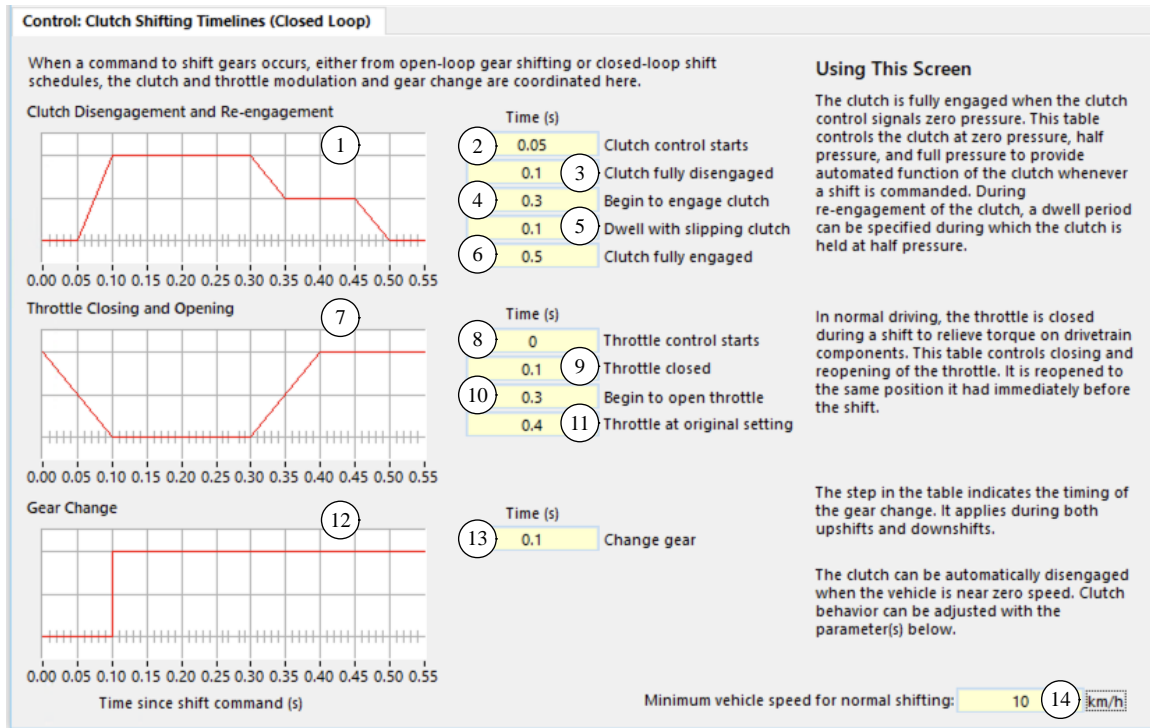 Control: Clutch Shifting Timelines (Closed Loop)
When a command to shift gears occurs, either from open-loop gear shifting or closed-loop shift
schedules, the clutch and throttle modulation and gear change are coordinated here.
Clutch Disengagement and Re-engagement
1
0.00 0.05 0.10 0.15 0.20 0.25 0.30 0.35 0.40 0.45 0.50 0.55
Time (s)
2 0.05 Clutch control starts
0.1 3 Clutch fully disengaged
4 0.3 Begin to engage clutch
0.1 5 Dwell with slipping clutch
6 0.5 Clutch fully engaged
Throttle Closing and Opening
7
0.00 0.05 0.10 0.15 0.20 0.25 0.30 0.35 0.40 0.45 0.50 0.55
Time (s)
8 0 Throttle control starts
0.1 9 Throttle closed
10 0.3 Begin to open throttle
0.4 11 Throttle at original setting
Gear Change
12
0.00 0.05 0.10 0.15 0.20 0.25 0.30 0.35 0.40 0.45 0.50 0.55
Time since shift command (s)
Time (s)
13 0.1 Change gear
Using This Screen
The clutch is fully engaged when the clutch
control signals zero pressure. This table
controls the clutch at zero pressure, half
pressure, and full pressure to provide
automated function of the clutch whenever
a shift is commanded. During
re-engagement of the clutch, a dwell period
can be specified during which the clutch is
held at half pressure.
In normal driving, the throttle is closed
during a shift to relieve torque on drivetrain
components. This table controls closing and
reopening of the throttle. It is reopened to
the same position it had immediately before
the shift.
The step in the table indicates the timing of
the gear change. It applies during both
upshifts and downshifts.
The clutch can be automatically disengaged
when the vehicle is near zero speed. Clutch
behavior can be adjusted with the
parameter(s) below.
Minimum vehicle speed for normal shifting: 10 14 km/h